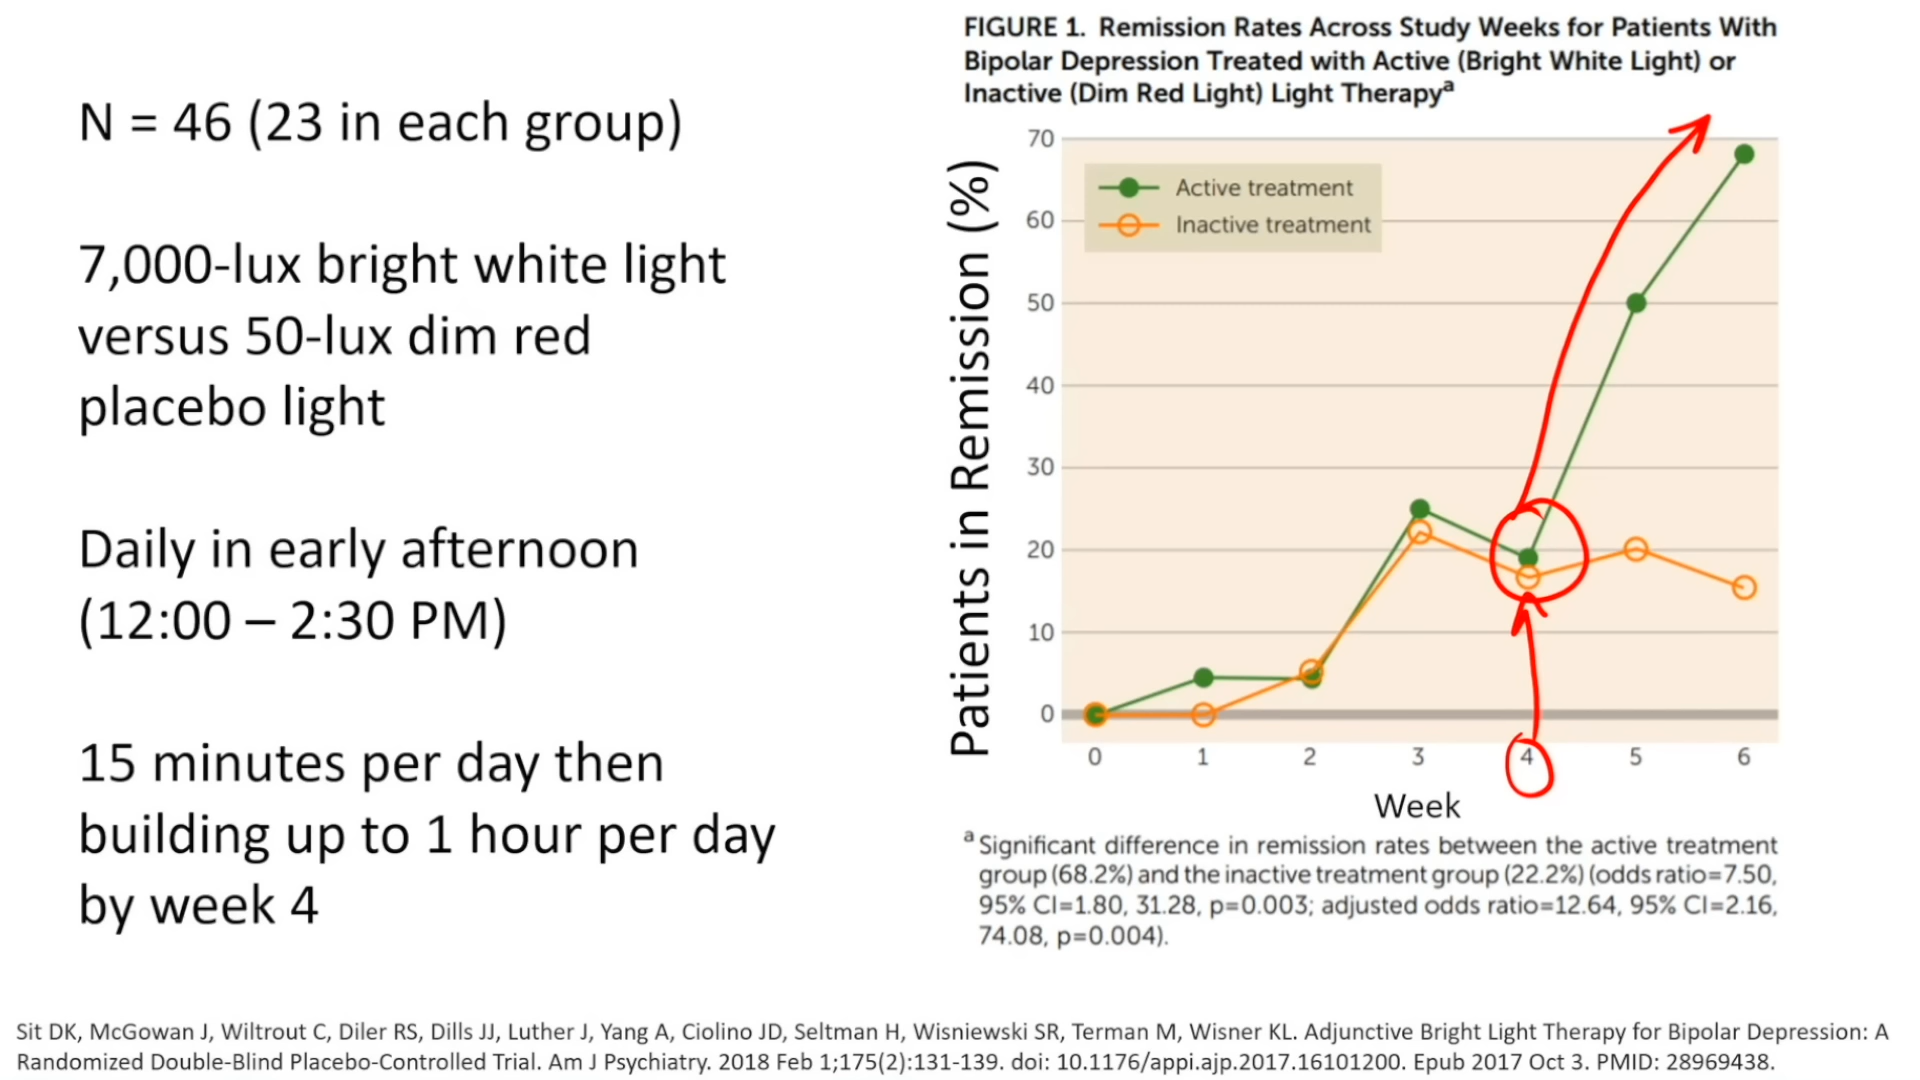 N = 46 (23 in each group)
7,000-lux bright white light
versus 50-lux dim red
placebo light
Daily in early afternoon
(12:00 – 2:30 PM)
15 minutes per day then
building up to 1 hour per day
by week 4
FIGURE 1. Remission Rates Across Study Weeks for Patients With
Bipolar Depression Treated with Active (Bright White Light) or
Inactive (Dim Red Light) Light Therapyᵃ
Patients in Remission (%)
70
60
50
40
30
20
10
0
Active treatment
Inactive treatment
0 1 2 3 4 5 6
Week
ᵃ Significant difference in remission rates between the active treatment
group (68.2%) and the inactive treatment group (22.2%) (odds ratio=7.50,
95% CI=1.80, 31.28, p=0.003; adjusted odds ratio=12.64, 95% CI=2.16,
74.08, p=0.004).
Sit DK, McGowan J, Wiltrout C, Diler RS, Dills JJ, Luther J, Yang A, Ciolino JD, Seltman H, Wisniewski SR, Terman M, Wisner KL. Adjunctive Bright Light Therapy for Bipolar Depression: A
Randomized Double-Blind Placebo-Controlled Trial. Am J Psychiatry. 2018 Feb 1;175(2):131-139. doi: 10.1176/appi.ajp.2017.16101200. Epub 2017 Oct 3. PMID: 28969438.